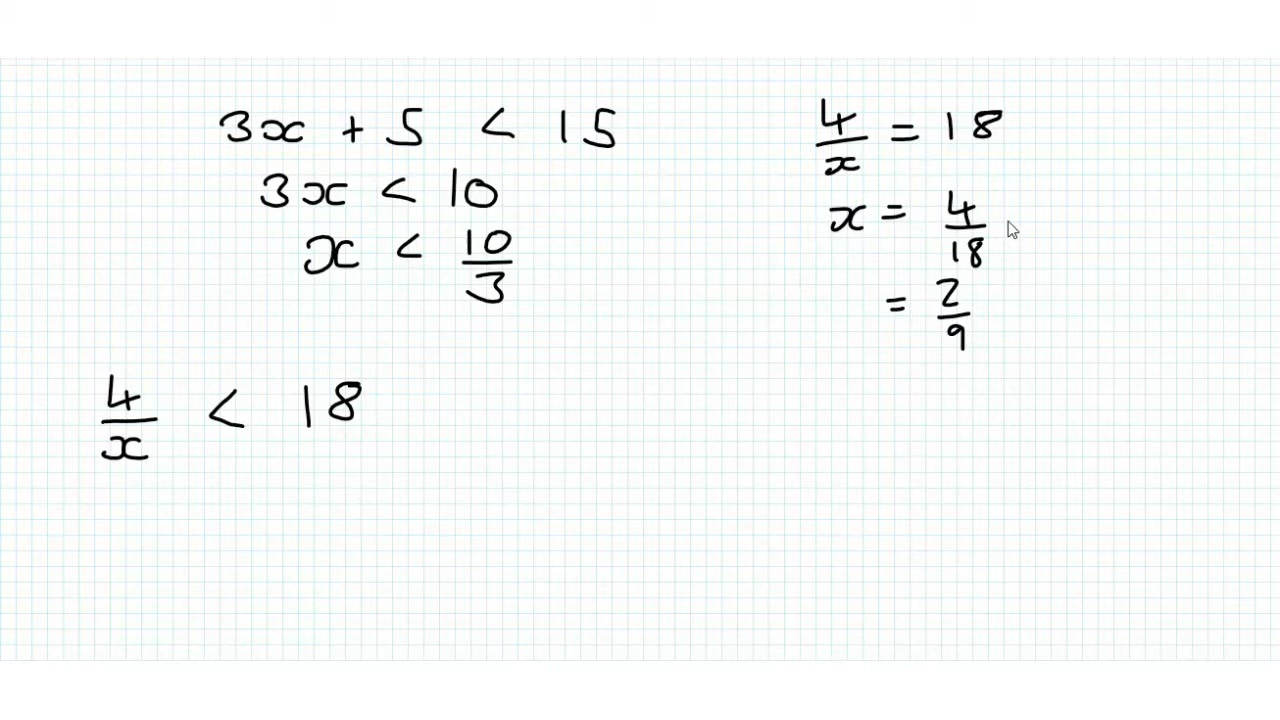 3x + 5 < 15
3x < 10
x < 10/3
4/x < 18
4/x = 18
x = 4/18
= 2/9